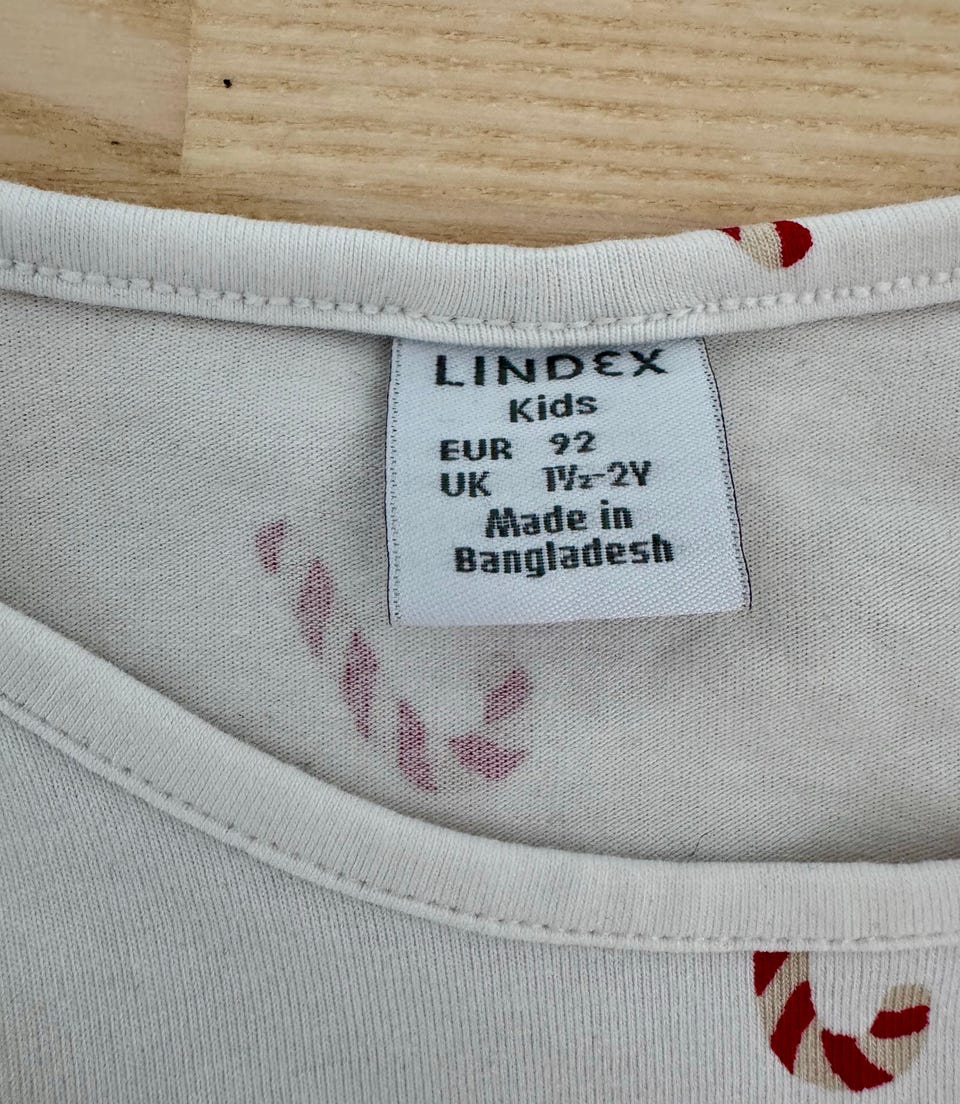 LINDEX
Kids
EUR 92
UK 1½-2Y
Made in
Bangladesh